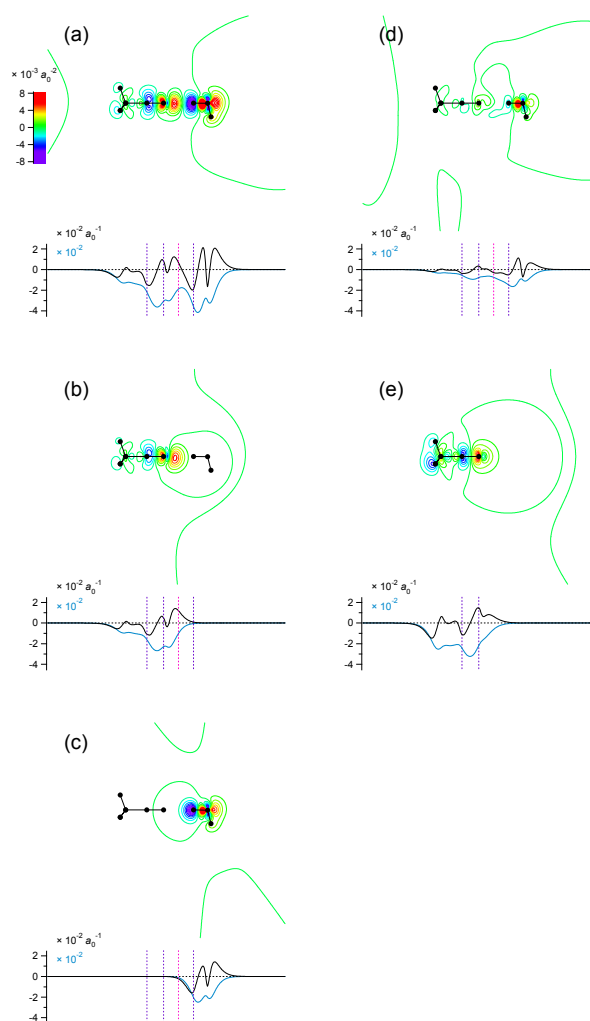 (a)
× 10⁻³ a₀⁻²
8
4
0
-4
-8
× 10⁻² a₀⁻¹
× 10⁻²
2
0
-2
-4
(d)
× 10⁻² a₀⁻¹
× 10⁻²
2
0
-2
-4
(b)
× 10⁻² a₀⁻¹
× 10⁻²
2
0
-2
-4
(e)
× 10⁻² a₀⁻¹
× 10⁻²
2
0
-2
-4
(c)
× 10⁻² a₀⁻¹
× 10⁻²
2
0
-2
-4